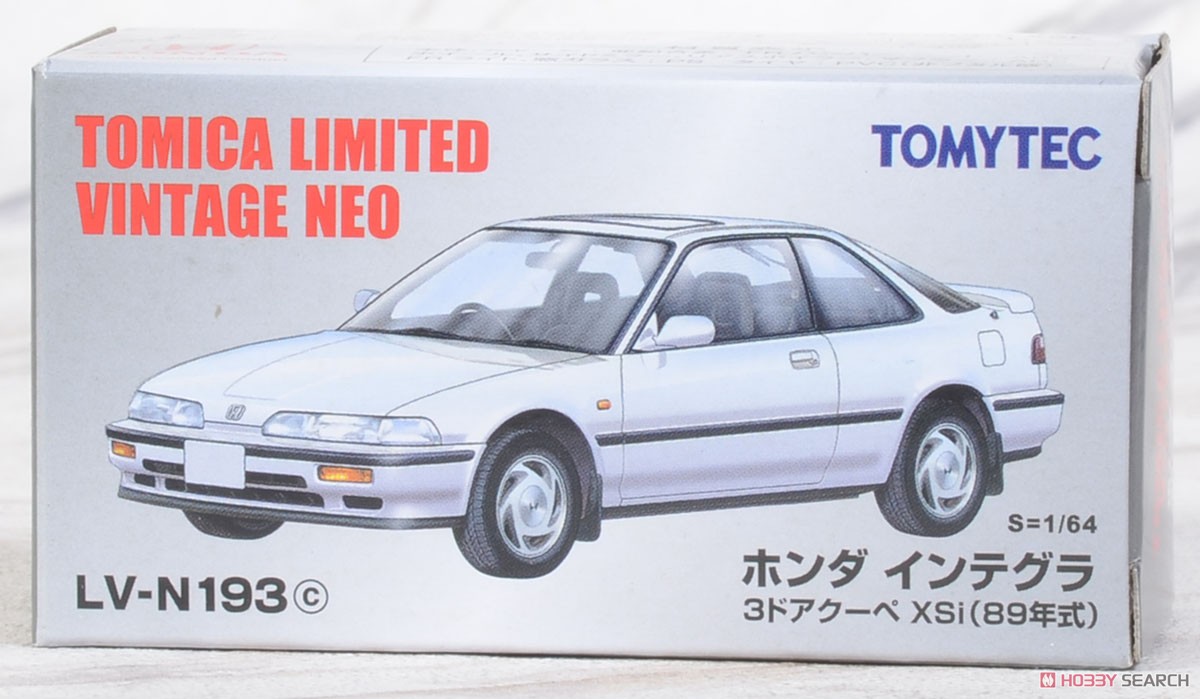 TOMICA LIMITED
VINTAGE NEO
TOMYTEC
S=1/64
LV-N193ⓒ
ホンダ インテグラ
3ドアクーペ XSi(89年式)
HOBBY SEARCH